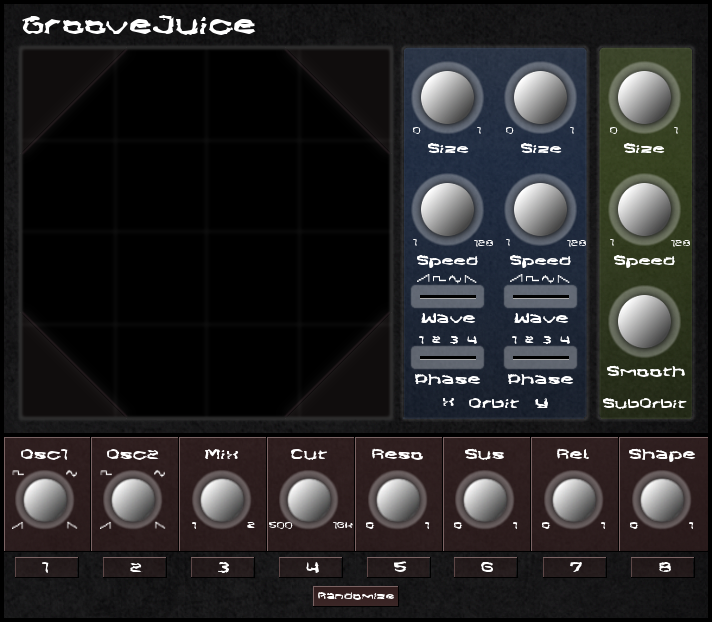 GrooveJuice
0 1 0 1 0 1
Size Size Size
1 128 1 128 1 128
Speed Speed Speed
Wave Wave
1 2 3 4 1 2 3 4
Smooth
Phase Phase
X Orbit Y SubOrbit
Osc1 Osc2 Mix Cut Reso Sus Rel Shape
1 2 500 18K 0 1 0 1 0 1 0 1
1 2 3 4 5 6 7 8
Randomize